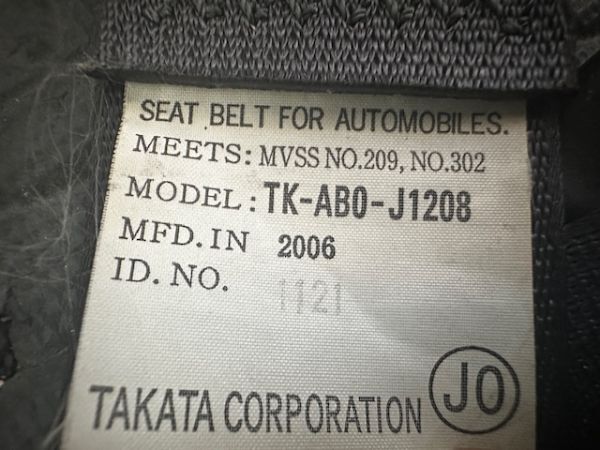 SEAT BELT FOR AUTOMOBILES.
MEETS: MVSS NO.209, NO.302
MODEL: TK-AB0-J1208
MFD. IN 2006
ID. NO. 1121
TAKATA CORPORATION JO